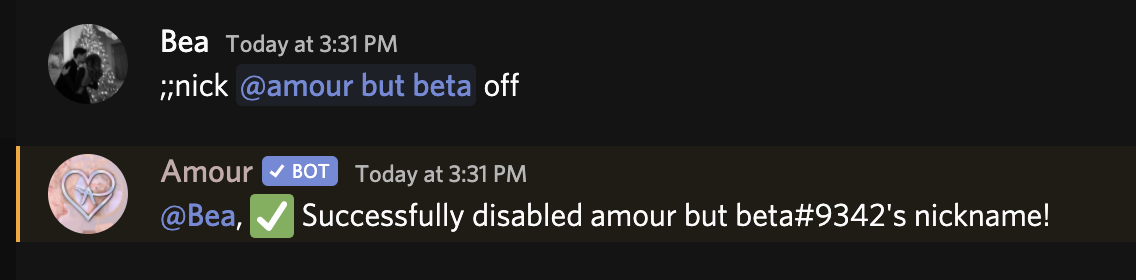 Bea Today at 3:31 PM
;;nick @amour but beta off
Amour ✓ BOT Today at 3:31 PM
@Bea, ✅ Successfully disabled amour but beta#9342's nickname!